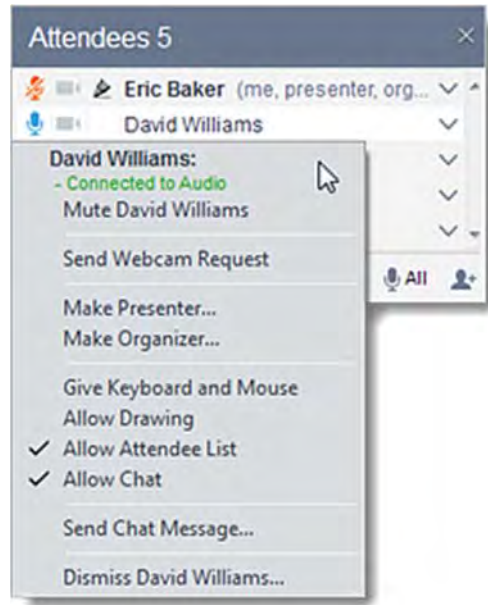 Attendees 5
Eric Baker (me, presenter, org...
David Williams
David Williams:
- Connected to Audio
Mute David Williams
Send Webcam Request
All
Make Presenter...
Make Organizer...
Give Keyboard and Mouse
Allow Drawing
Allow Attendee List
Allow Chat
Send Chat Message...
Dismiss David Williams...